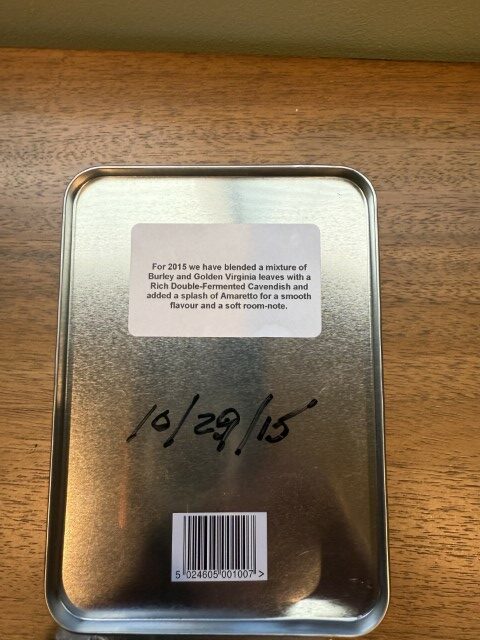 For 2015 we have blended a mixture of
Burley and Golden Virginia leaves with a
Rich Double-Fermented Cavendish and
added a splash of Amaretto for a smooth
flavour and a soft room-note.
10/29/15
5 024605 001007 >